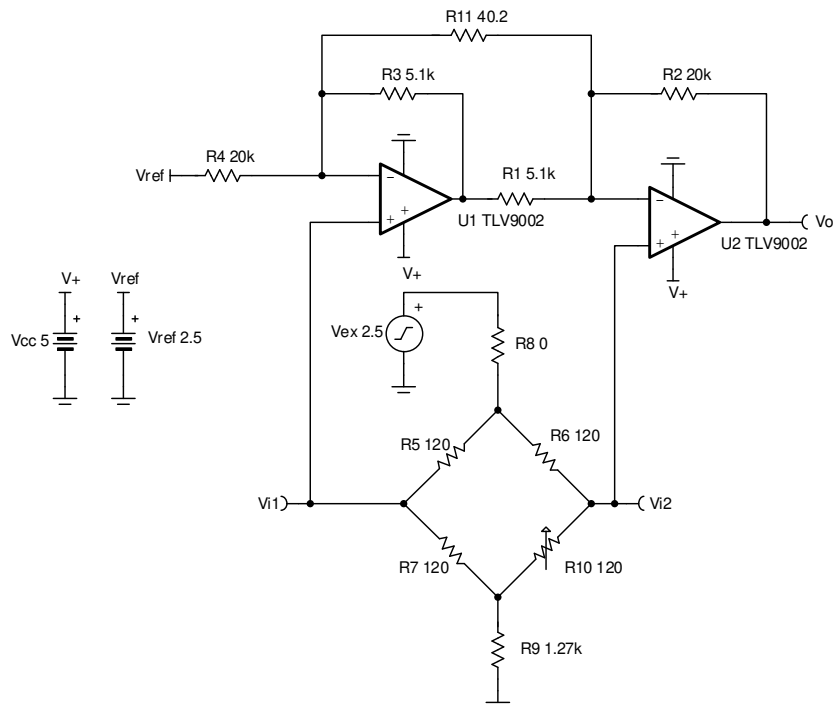 R11 40.2
R3 5.1k
R2 20k
R4 20k
Vref
R1 5.1k
U1 TLV9002
V+
U2 TLV9002
Vo
V+
V+
Vref
Vcc 5
Vref 2.5
Vex 2.5
R8 0
R5 120
R6 120
Vi1
Vi2
R7 120
R10 120
R9 1.27k